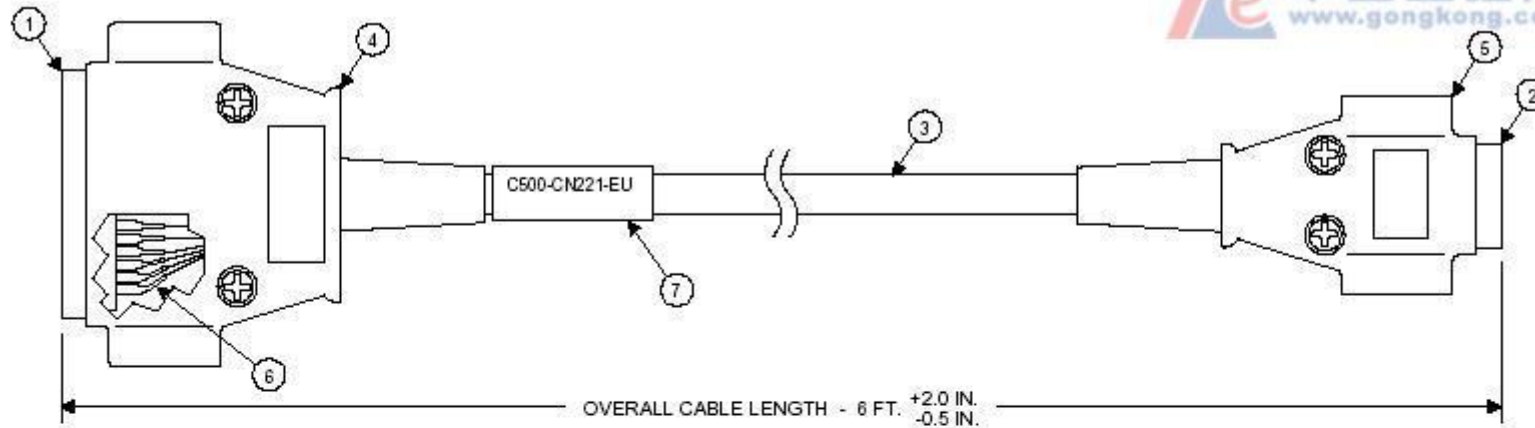 www.gongkong.co
1
4
5
2
3
C500-CN221-EU
7
6
OVERALL CABLE LENGTH - 6 FT. +2.0 IN.
-0.5 IN.